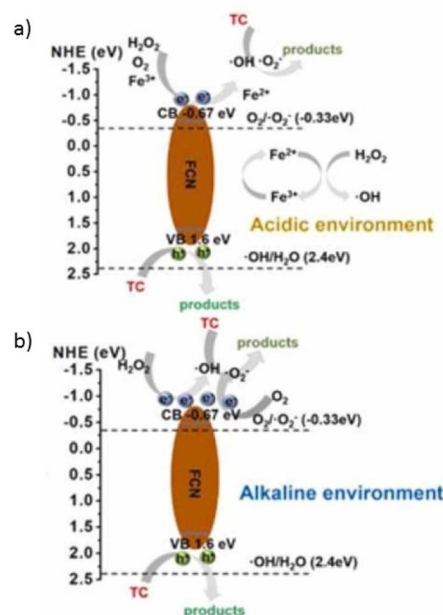 a)
TC
H₂O₂
O₂
Fe³⁺
NHE (eV)
·OH ·O₂⁻
products
-1.5
-1.0
e⁻ e⁻
Fe²⁺
CB -0.67 eV
-0.5
O₂/·O₂⁻ (-0.33eV)
0.0
Fe²⁺
H₂O₂
0.5
FCN
1.0
Fe³⁺
·OH
1.5
VB 1.6 eV
Acidic environment
2.0
h⁺ h⁺
·OH/H₂O (2.4eV)
2.5
TC
products
b)
TC
NHE (eV)
H₂O₂
products
·OH ·O₂⁻
-1.5
-1.0
e⁻ e⁻ e⁻ e⁻
O₂
CB -0.67 eV
-0.5
O₂/·O₂⁻ (-0.33eV)
0.0
0.5
FCN
Alkaline environment
1.0
1.5
VB 1.6 eV
2.0
h⁺ h⁺
·OH/H₂O (2.4eV)
2.5
TC
products